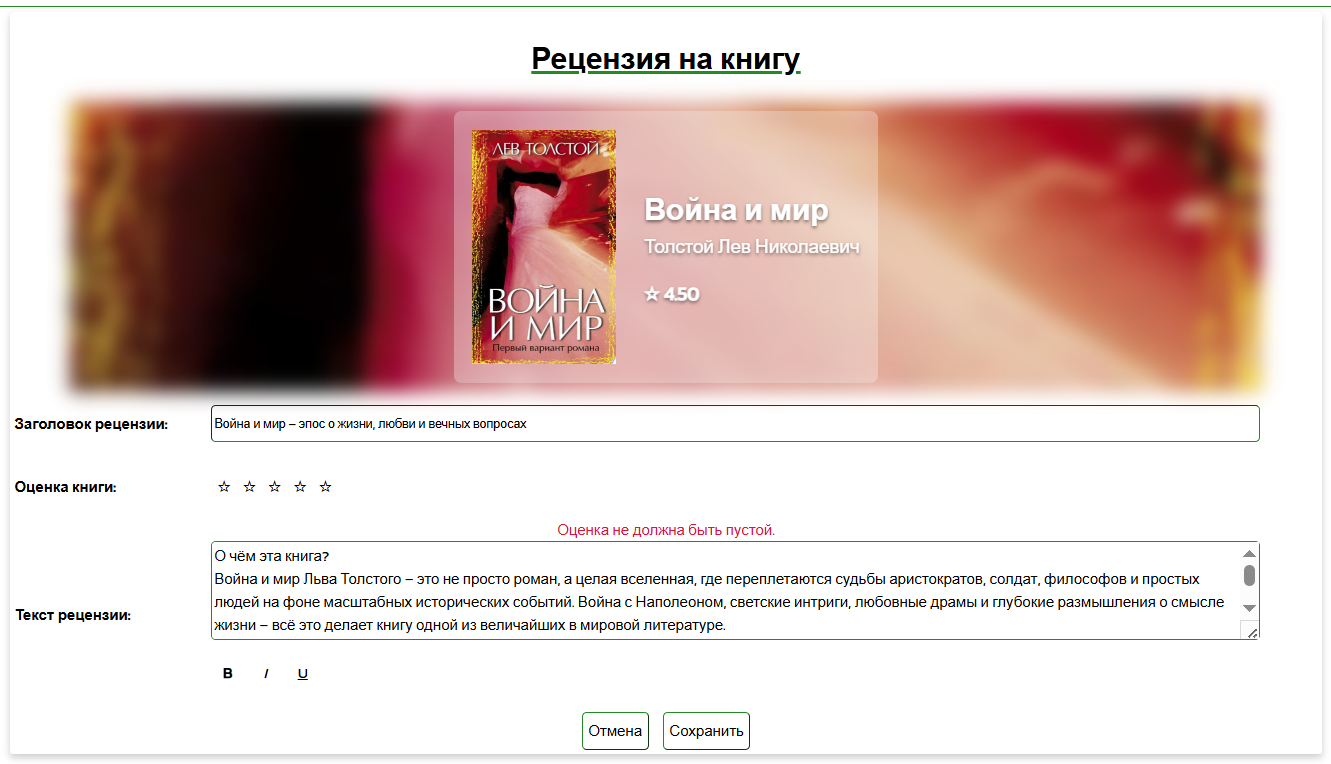 Рецензия на книгу
ЛЕВ ТОЛСТОЙ
ВОЙНА
И МИР
Первый вариант романа
Война и мир
Толстой Лев Николаевич
☆ 4.50
Заголовок рецензии:
Война и мир – эпос о жизни, любви и вечных вопросах
Оценка книги:
☆ ☆ ☆ ☆ ☆
Оценка не должна быть пустой.
Текст рецензии:
О чём эта книга?
Война и мир Льва Толстого – это не просто роман, а целая вселенная, где переплетаются судьбы аристократов, солдат, философов и простых
людей на фоне масштабных исторических событий. Война с Наполеоном, светские интриги, любовные драмы и глубокие размышления о смысле
жизни – всё это делает книгу одной из величайших в мировой литературе.
B I U
Отмена Сохранить